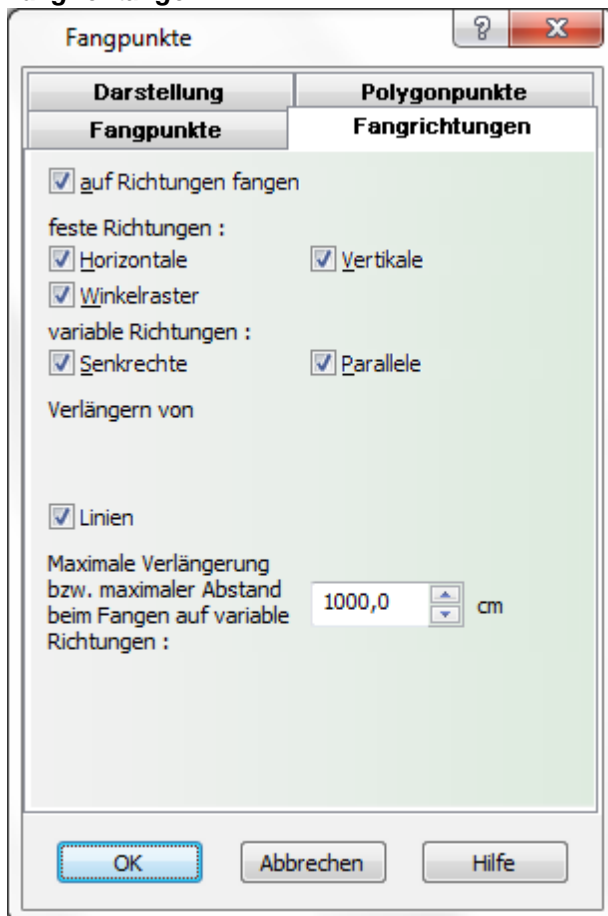 Fangpunkte
Darstellung
Polygonpunkte
Fangpunkte
Fangrichtungen
auf Richtungen fangen
feste Richtungen :
Horizontale
Vertikale
Winkelraster
variable Richtungen :
Senkrechte
Parallele
Verlängern von
Linien
Maximale Verlängerung
bzw. maximaler Abstand
beim Fangen auf variable
Richtungen :
1000,0
cm
OK
Abbrechen
Hilfe